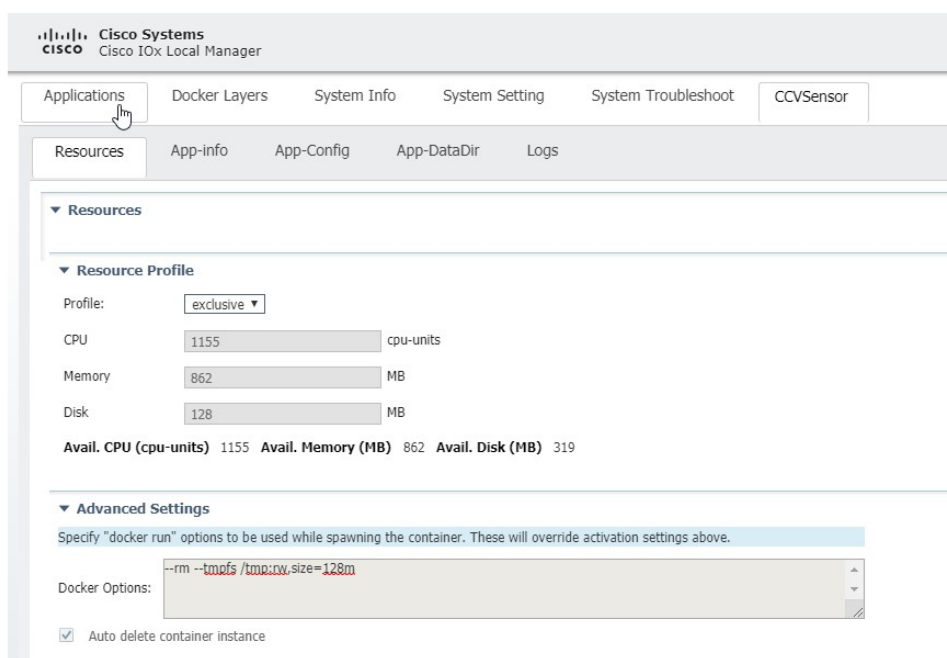 Cisco Systems
CISCO Cisco IOx Local Manager
Applications Docker Layers System Info System Setting System Troubleshoot CCVSensor
Resources App-info App-Config App-DataDir Logs
Resources
Resource Profile
Profile: exclusive
CPU 1155 cpu-units
Memory 862 MB
Disk 128 MB
Avail. CPU (cpu-units) 1155 Avail. Memory (MB) 862 Avail. Disk (MB) 319
Advanced Settings
Specify "docker run" options to be used while spawning the container. These will override activation settings above.
--rm --tmpfs /tmp:rw,size=128m
Docker Options:
Auto delete container instance